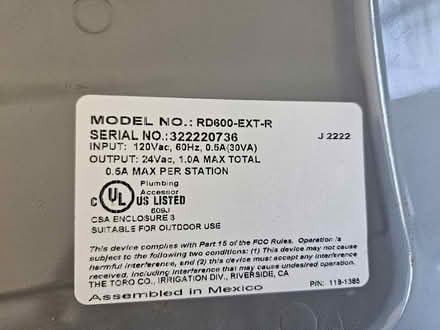 MODEL NO.: RD600-EXT-R
SERIAL NO.:322220736 J 2222
INPUT: 120Vac, 60Hz, 0.5A(30VA)
OUTPUT: 24Vac, 1.0A MAX TOTAL
0.5A MAX PER STATION
Plumbing
Accessor
c UL US LISTED
609J
CSA ENCLOSURE 3
SUITABLE FOR OUTDOOR USE
This device complies with Part 15 of the FCC Rules. Operation is
subject to the following two conditions: (1) This device may not cause
harmful interference, and (2) this device must accept any interference
received, including interference that may cause undesired operation.
THE TORO CO., IRRIGATION DIV., RIVERSIDE, CA
Assembled in Mexico P/N: 119-1385